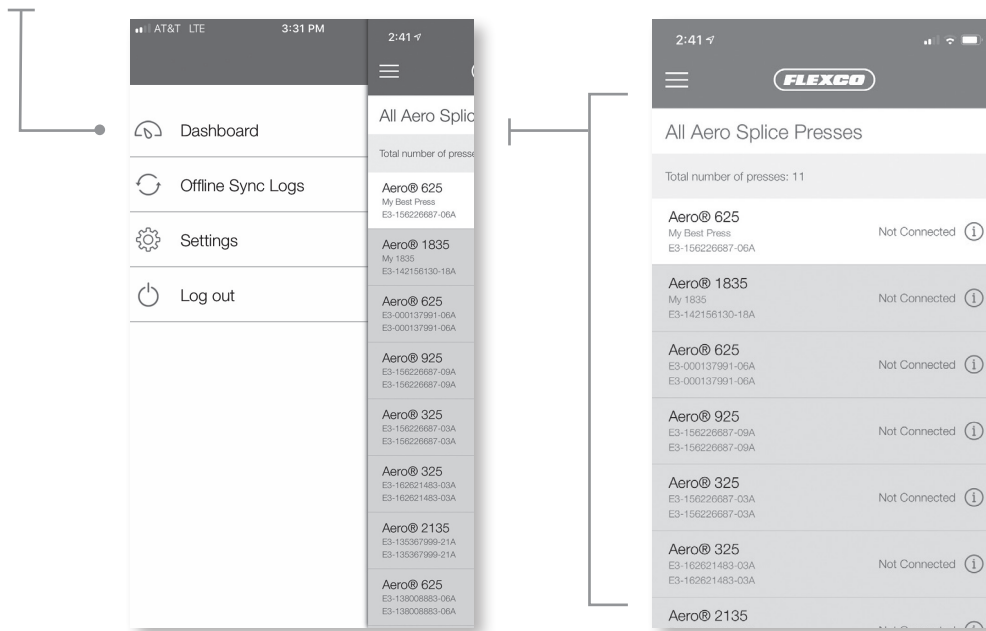 AT&T LTE 3:31 PM
Dashboard
Offline Sync Logs
Settings
Log out
2:41
All Aero Splic
Total number of presse
Aero® 625
My Best Press
E3-156226687-06A
Aero® 1835
My 1835
E3-142156130-18A
Aero® 625
E3-000137991-06A
E3-000137991-06A
Aero® 925
E3-156226687-09A
E3-156226687-09A
Aero® 325
E3-156226687-03A
E3-156226687-03A
Aero® 325
E3-162621483-03A
E3-162621483-03A
Aero® 2135
E3-135367999-21A
E3-135367999-21A
Aero® 625
E3-138008883-06A
E3-138008883-06A
2:41
FLEXCO
All Aero Splice Presses
Total number of presses: 11
Aero® 625
My Best Press
Not Connected
E3-156226687-06A
Aero® 1835
My 1835
Not Connected
E3-142156130-18A
Aero® 625
E3-000137991-06A
Not Connected
E3-000137991-06A
Aero® 925
E3-156226687-09A
Not Connected
E3-156226687-09A
Aero® 325
E3-156226687-03A
Not Connected
E3-156226687-03A
Aero® 325
E3-162621483-03A
Not Connected
E3-162621483-03A
Aero® 2135